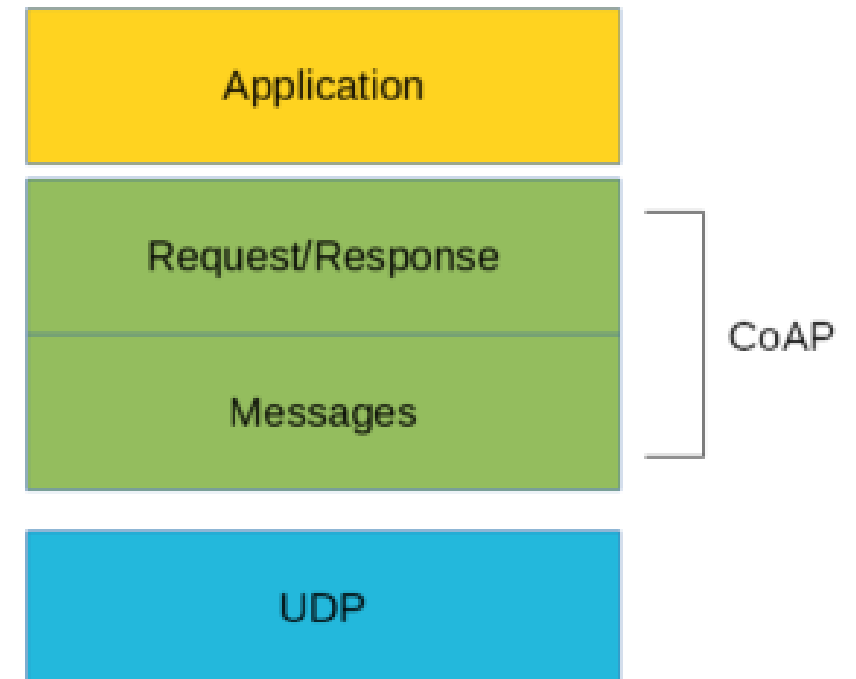 Application
Request/Response
CoAP
Messages
UDP